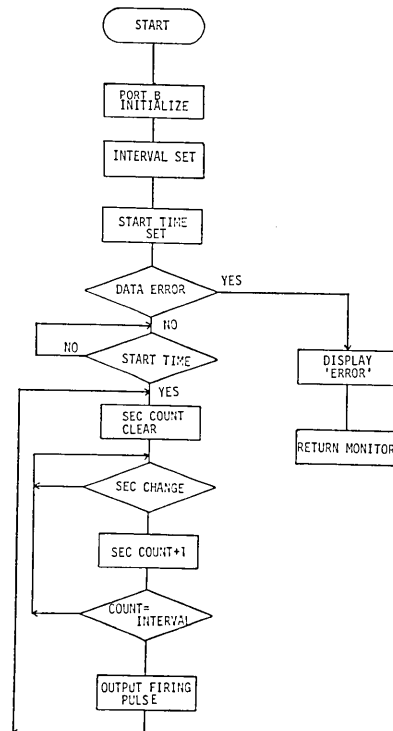 START
PORT B
INITIALIZE
INTERVAL SET
START TIME
SET
DATA ERROR
YES
NO
NO
START TIME
DISPLAY
'ERROR'
YES
SEC COUNT
CLEAR
RETURN MONITOR
SEC CHANGE
SEC COUNT+1
COUNT=
INTERVAL
OUTPUT FIRING
PULSE